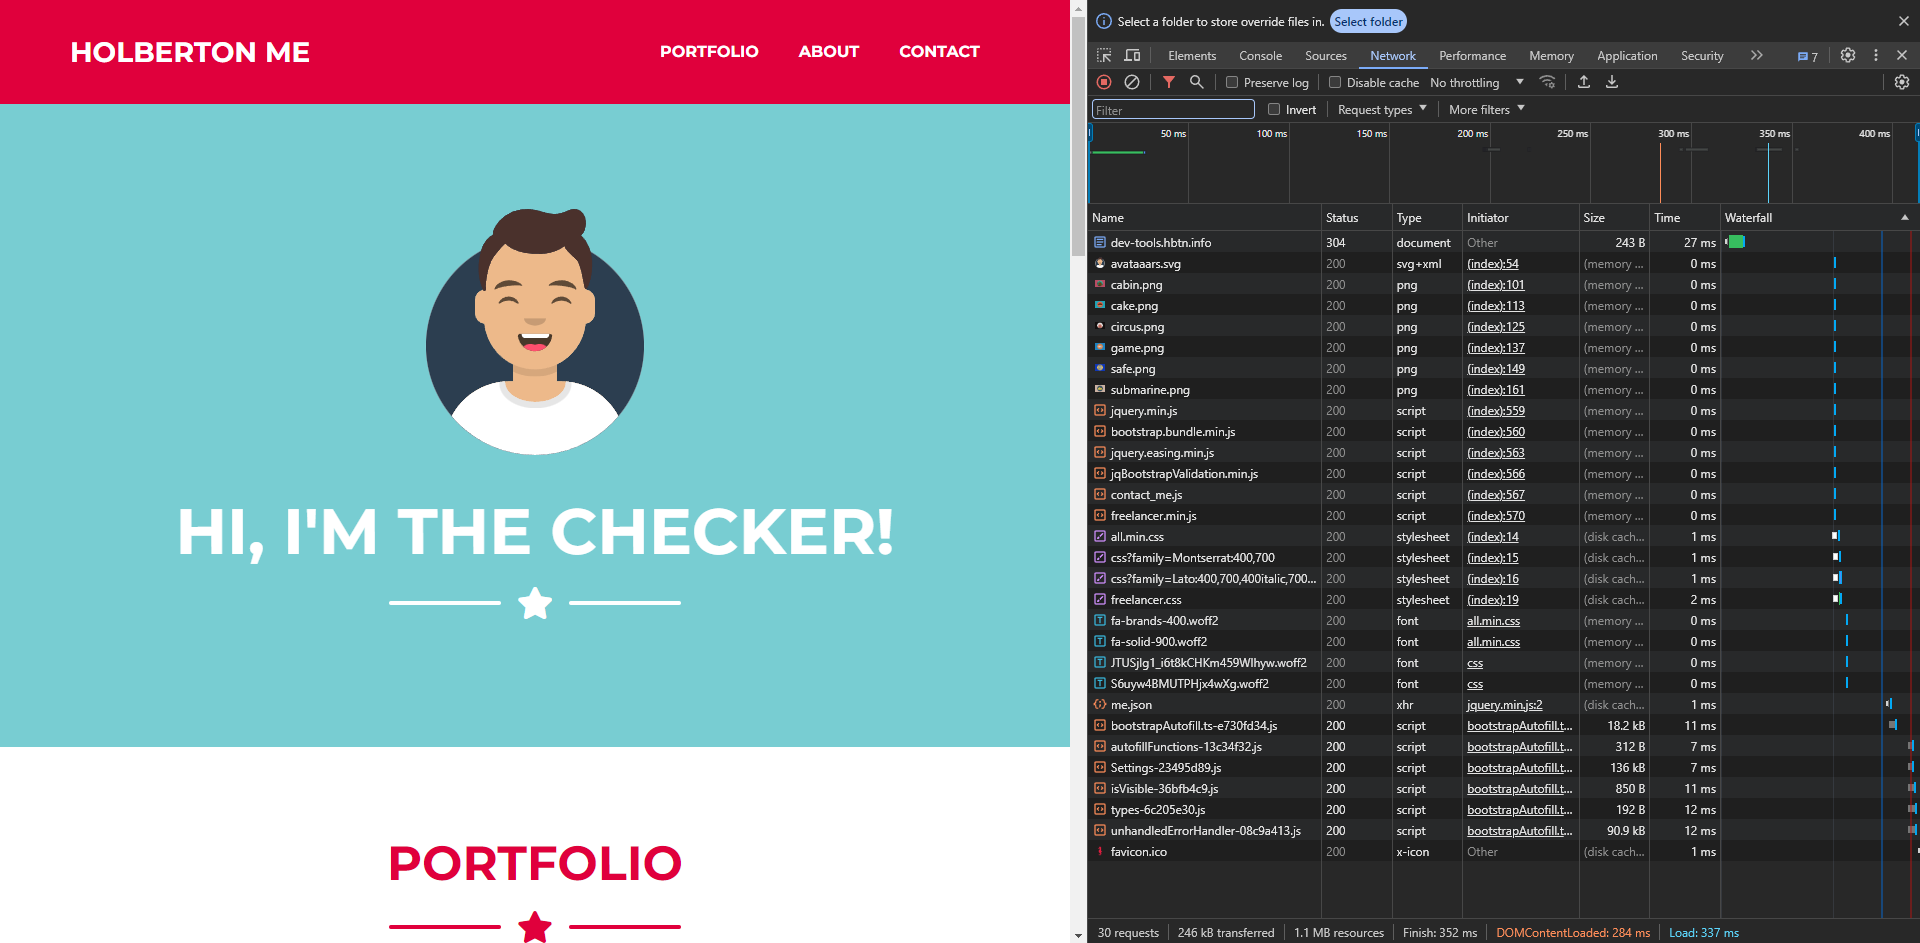 HOLBERTON ME
PORTFOLIO ABOUT CONTACT
HI, I'M THE CHECKER!
PORTFOLIO
Select a folder to store override files in. Select folder
Elements Console Sources Network Performance Memory Application Security 7
Preserve log Disable cache No throttling
Filter Invert Request types More filters
50 ms 100 ms 150 ms 200 ms 250 ms 300 ms 350 ms 400 ms
Name Status Type Initiator Size Time Waterfall
dev-tools.hbtn.info 304 document Other 243 B 27 ms
avataaars.svg 200 svg+xml (index):54 (memory ... 0 ms
cabin.png 200 png (index):101 (memory ... 0 ms
cake.png 200 png (index):113 (memory ... 0 ms
circus.png 200 png (index):125 (memory ... 0 ms
game.png 200 png (index):137 (memory ... 0 ms
safe.png 200 png (index):149 (memory ... 0 ms
submarine.png 200 png (index):161 (memory ... 0 ms
jquery.min.js 200 script (index):559 (memory ... 0 ms
bootstrap.bundle.min.js 200 script (index):560 (memory ... 0 ms
jquery.easing.min.js 200 script (index):563 (memory ... 0 ms
jqBootstrapValidation.min.js 200 script (index):566 (memory ... 0 ms
contact_me.js 200 script (index):567 (memory ... 0 ms
freelancer.min.js 200 script (index):570 (memory ... 0 ms
all.min.css 200 stylesheet (index):14 (disk cach... 1 ms
css?family=Montserrat:400,700 200 stylesheet (index):15 (disk cach... 1 ms
css?family=Lato:400,700,400italic,700... 200 stylesheet (index):16 (disk cach... 1 ms
freelancer.css 200 stylesheet (index):19 (disk cach... 2 ms
fa-brands-400.woff2 200 font all.min.css (memory ... 0 ms
fa-solid-900.woff2 200 font all.min.css (memory ... 0 ms
JTUSjIg1_i6t8kCHKm459Wlhyw.woff2 200 font css (memory ... 0 ms
S6uyw4BMUTPHjx4wXg.woff2 200 font css (memory ... 0 ms
me.json 200 xhr jquery.min.js:2 (disk cach... 1 ms
bootstrapAutofill.ts-e730fd34.js 200 script bootstrapAutofill.t... 18.2 kB 11 ms
autofillFunctions-13c34f32.js 200 script bootstrapAutofill.t... 312 B 7 ms
Settings-23495d89.js 200 script bootstrapAutofill.t... 136 kB 7 ms
isVisible-36bfb4c9.js 200 script bootstrapAutofill.t... 850 B 11 ms
types-6c205e30.js 200 script bootstrapAutofill.t... 192 B 12 ms
unhandledErrorHandler-08c9a413.js 200 script bootstrapAutofill.t... 90.9 kB 12 ms
favicon.ico 200 x-icon Other (disk cach... 1 ms
30 requests 246 kB transferred 1.1 MB resources Finish: 352 ms DOMContentLoaded: 284 ms Load: 337 ms